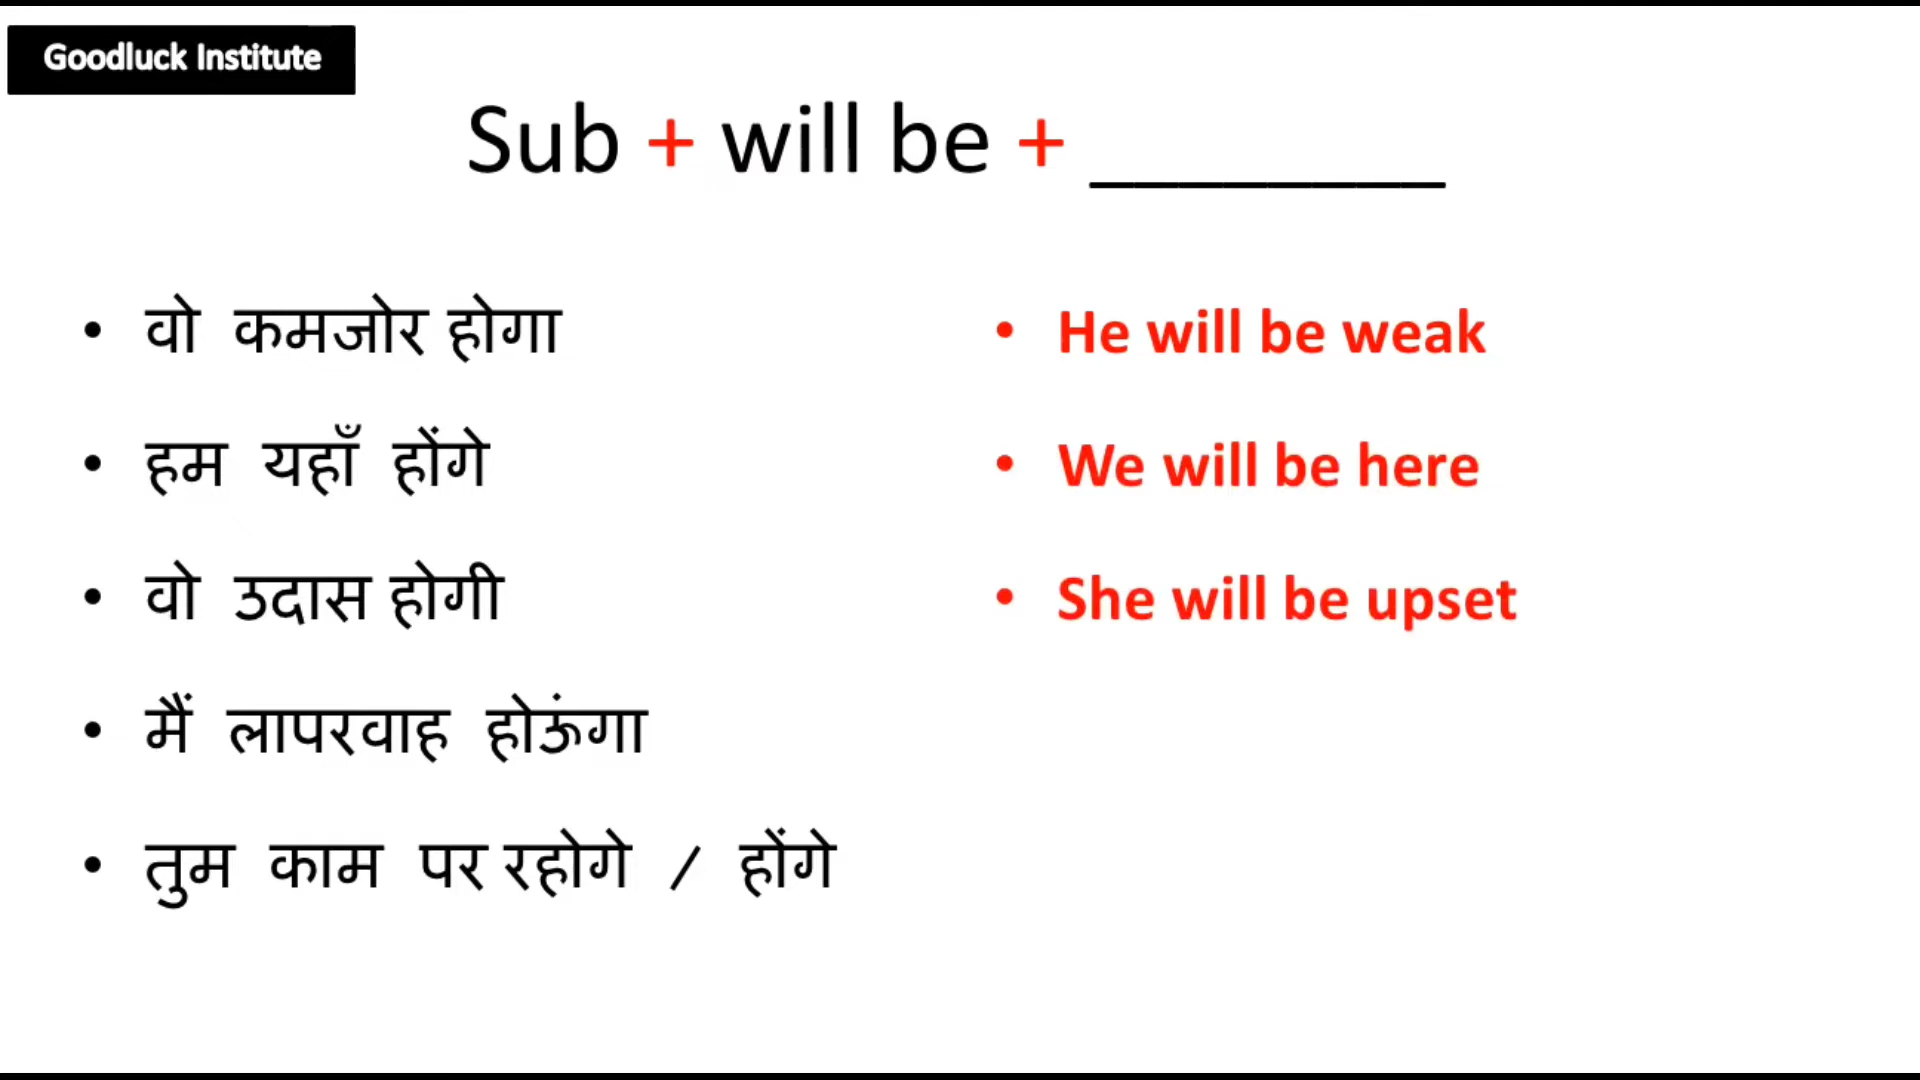 Goodluck Institute
Sub + will be + ________
• वो कमजोर होगा
• He will be weak
• हम यहाँ होंगे
• We will be here
• वो उदास होगी
• She will be upset
• मैं लापरवाह होऊंगा
• तुम काम पर रहोगे / होंगे